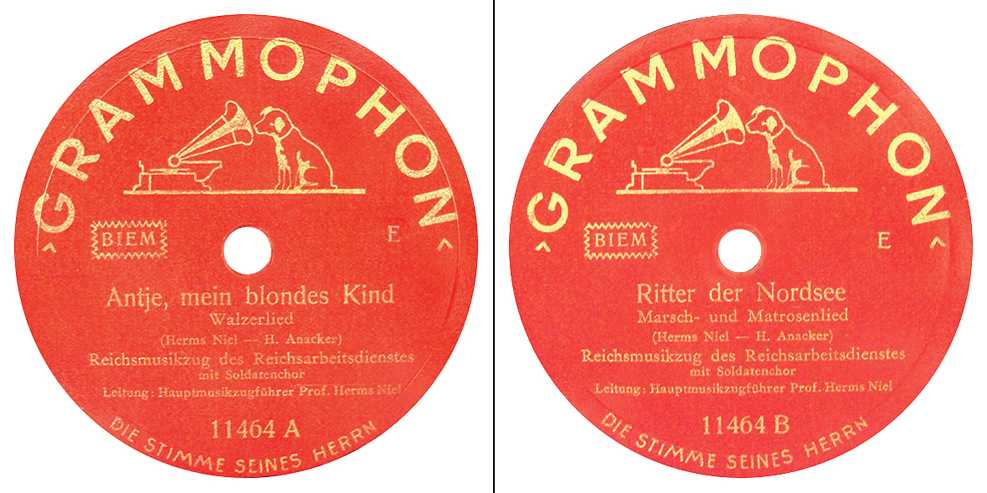 GRAMMOPHON
BIEM
E
Antje, mein blondes Kind
Walzerlied
(Herms Niel — H. Anacker)
Reichsmusikzug des Reichsarbeitsdienstes
mit Soldatenchor
Leitung: Hauptmusikzugführer Prof. Herms Niel
11464 A
DIE STIMME SEINES HERRN
GRAMMOPHON
BIEM
E
Ritter der Nordsee
Marsch- und Matrosenlied
(Herms Niel — H. Anacker)
Reichsmusikzug des Reichsarbeitsdienstes
mit Soldatenchor
Leitung: Hauptmusikzugführer Prof. Herms Niel
11464 B
DIE STIMME SEINES HERRN